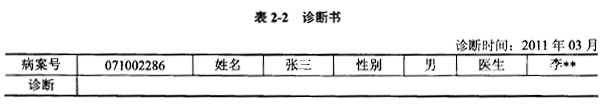 表 2-2 诊断书
诊断时间：2011 年 03 月
病案号 071002286 姓名 张三 性别 男 医生 李**
诊断